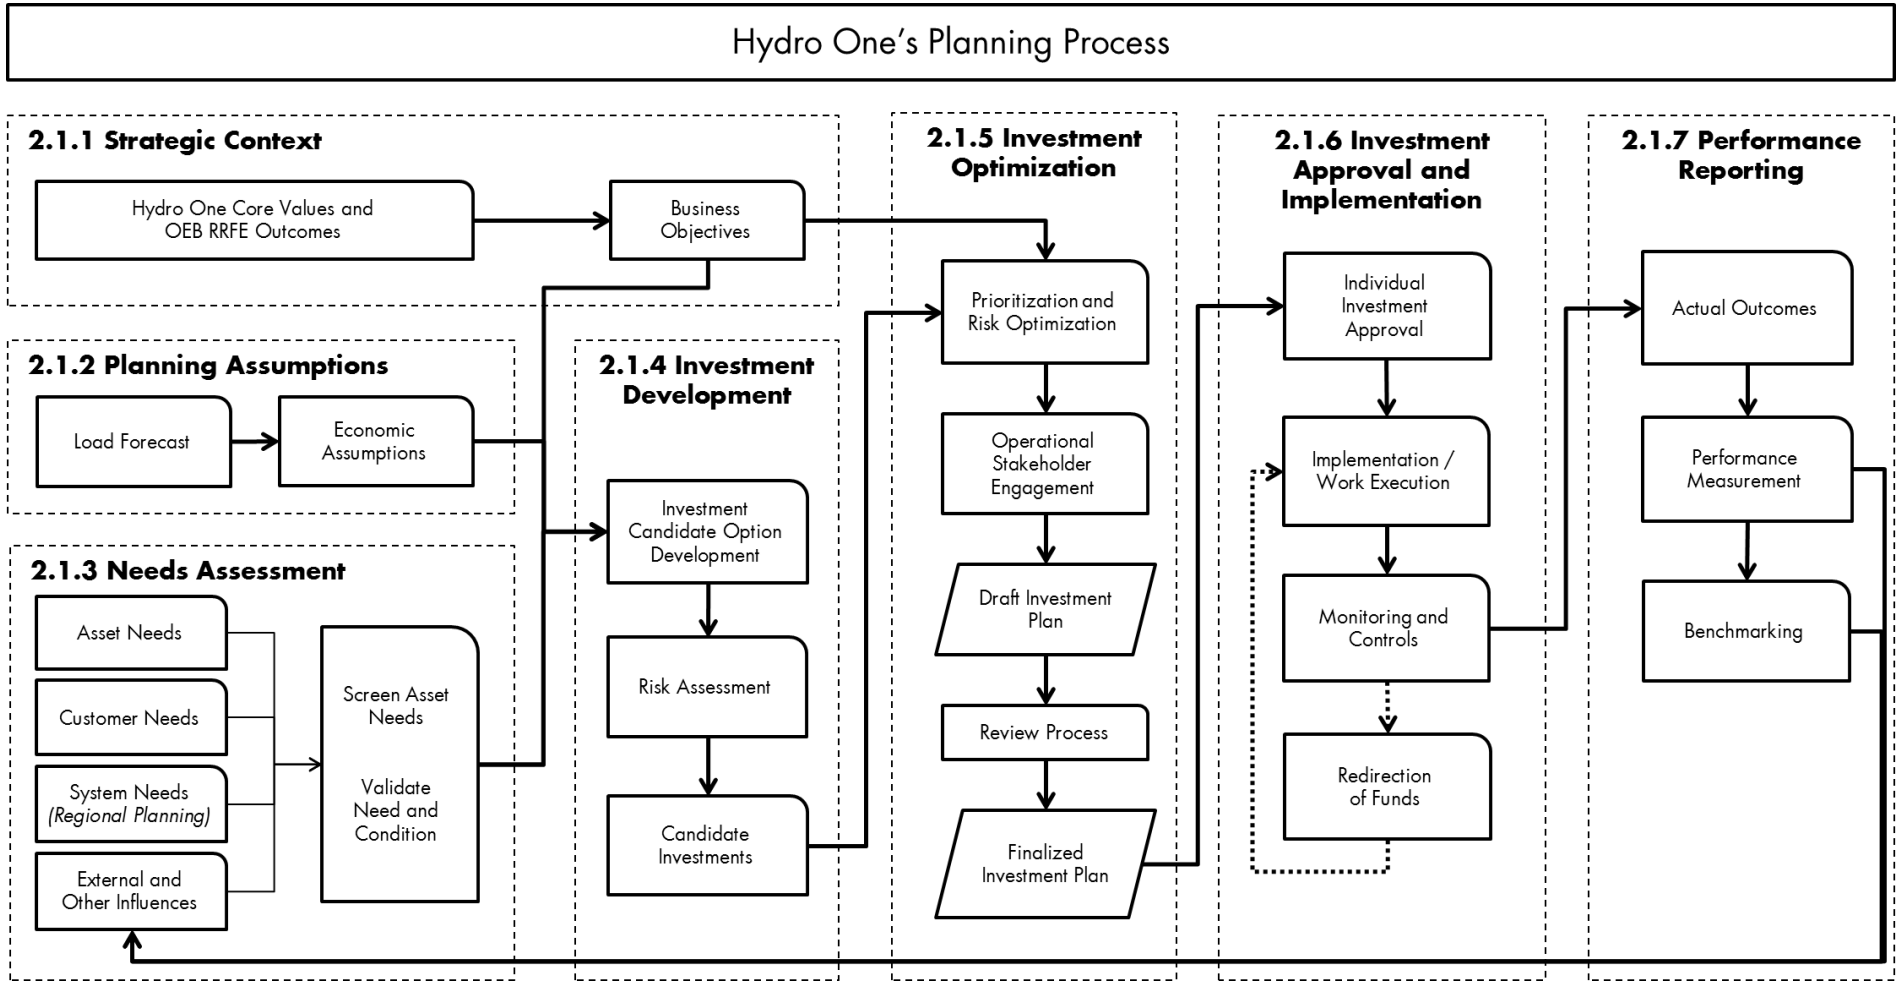 Hydro One's Planning Process
2.1.1 Strategic Context
Hydro One Core Values and
OEB RRFE Outcomes
Business
Objectives
2.1.2 Planning Assumptions
Load Forecast
Economic
Assumptions
2.1.3 Needs Assessment
Asset Needs
Customer Needs
System Needs
(Regional Planning)
External and
Other Influences
Screen Asset
Needs
Validate
Need and
Condition
2.1.4 Investment
Development
Investment
Candidate Option
Development
Risk Assessment
Candidate
Investments
2.1.5 Investment
Optimization
Prioritization and
Risk Optimization
Operational
Stakeholder
Engagement
Draft Investment
Plan
Review Process
Finalized
Investment Plan
2.1.6 Investment
Approval and
Implementation
Individual
Investment
Approval
Implementation /
Work Execution
Monitoring and
Controls
Redirection
of Funds
2.1.7 Performance
Reporting
Actual Outcomes
Performance
Measurement
Benchmarking